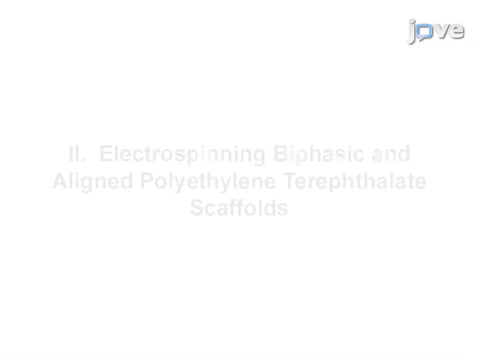 jove
II. Electrospinning Biphasic and
Aligned Polyethylene Terephthalate
Scaffolds